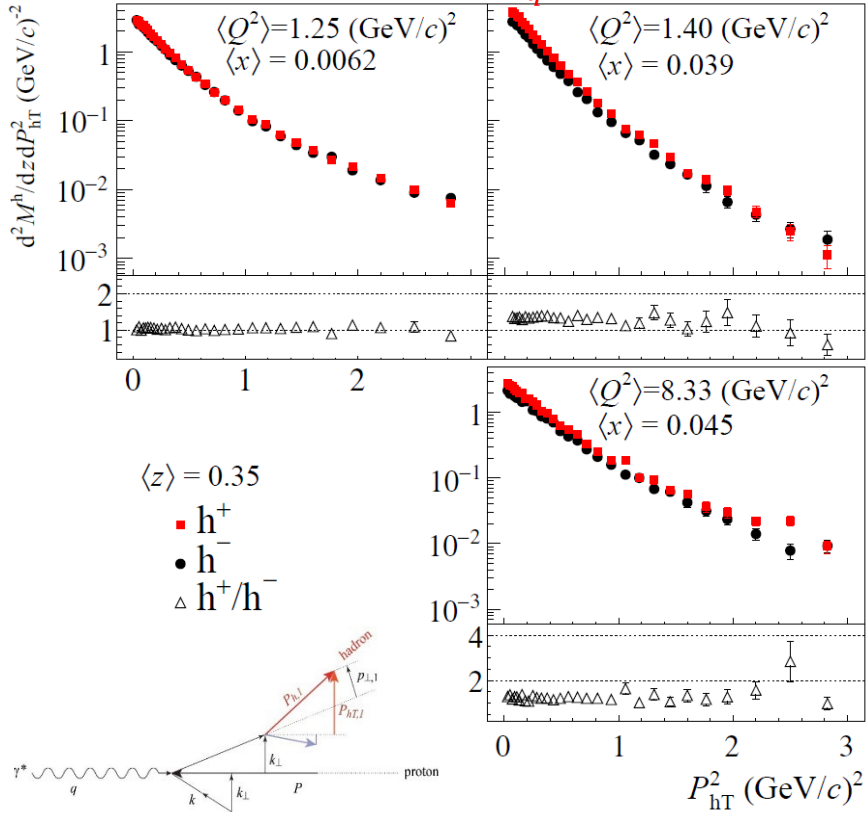 q
d²Mʰ/dzdP²hT (GeV/c)⁻²
⟨Q²⟩=1.25 (GeV/c)²
⟨x⟩ = 0.0062
1
10⁻¹
10⁻²
10⁻³
2
1
0 1 2
⟨Q²⟩=1.40 (GeV/c)²
⟨x⟩ = 0.039
⟨Q²⟩=8.33 (GeV/c)²
⟨x⟩ = 0.045
1
10⁻¹
10⁻²
10⁻³
4
2
0 1 2 3
P²hT (GeV/c)²
⟨z⟩ = 0.35
h⁺
h⁻
h⁺/h⁻
hadron
Ph,1
p⊥,1
PhT,1
k⊥
γ*
q
k
k⊥
P
proton